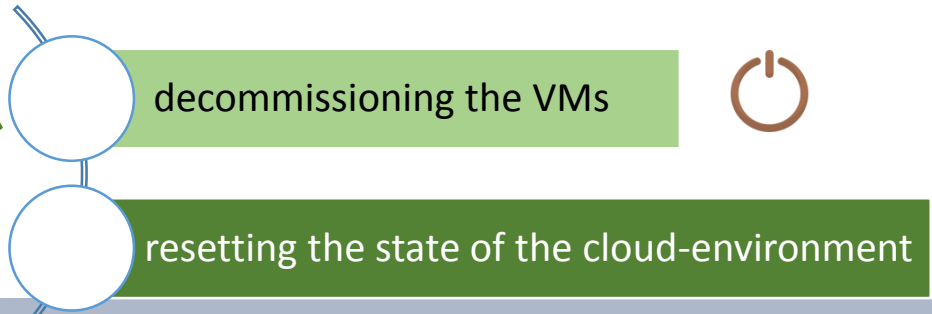 decommissioning the VMs
resetting the state of the cloud-environment